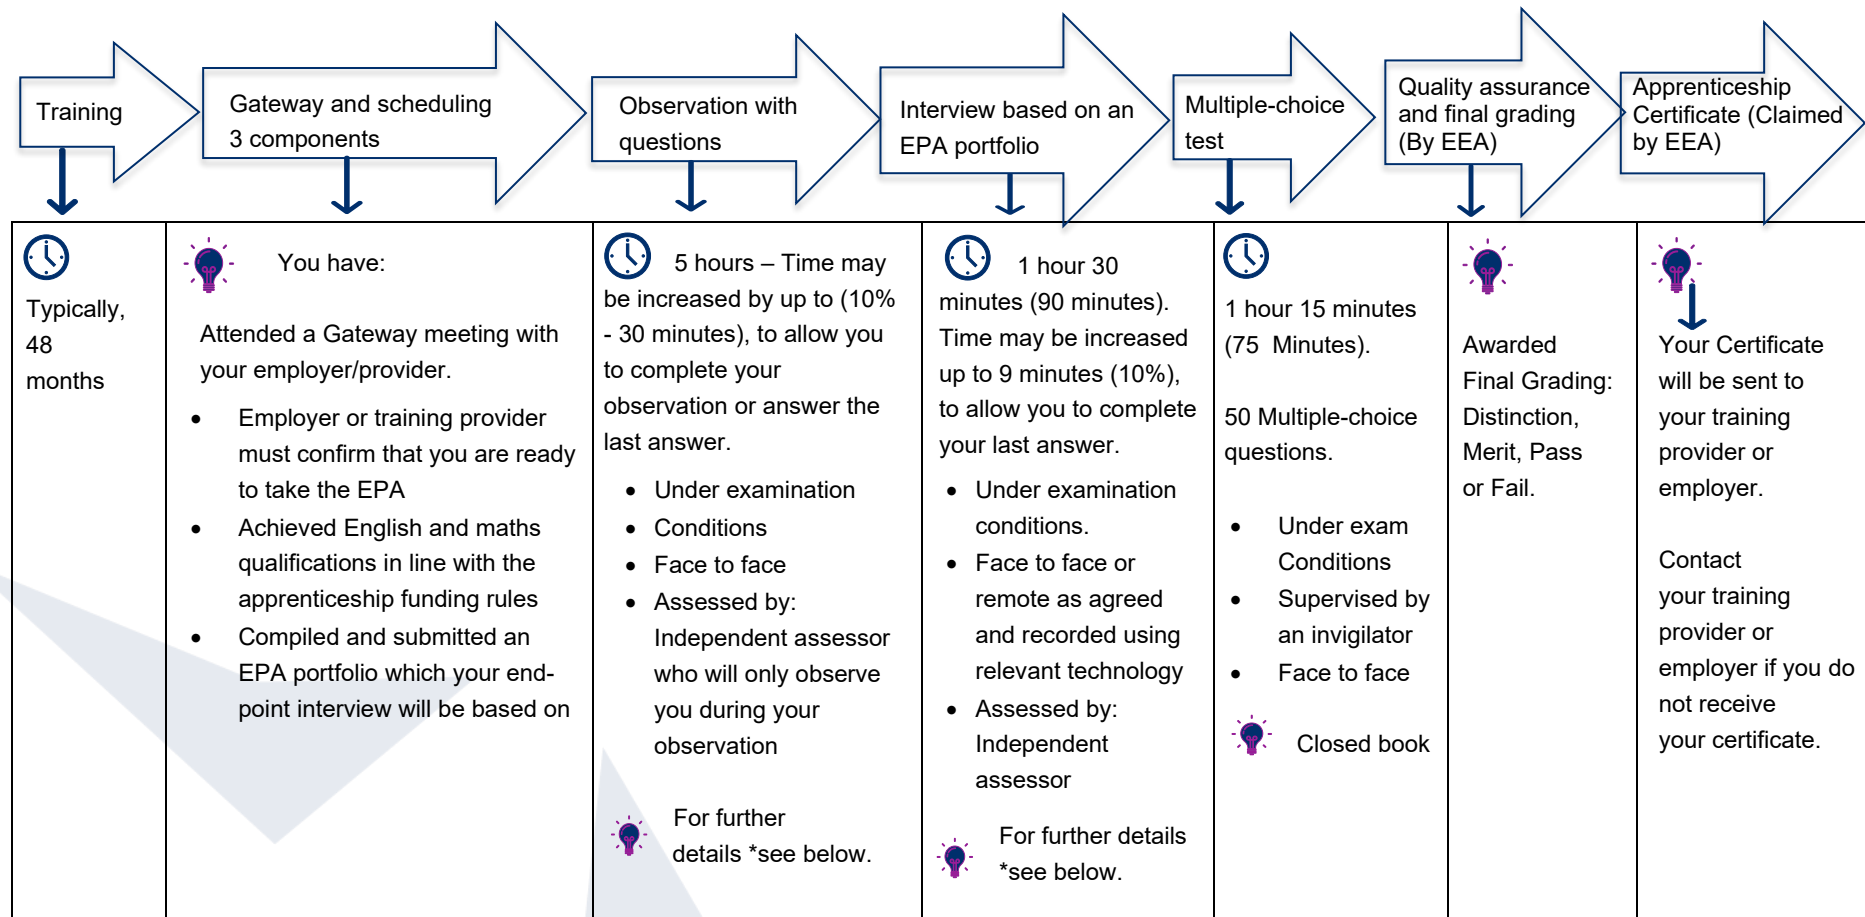 Training
Gateway and scheduling
3 components
Observation with
questions
Interview based on an
EPA portfolio
Multiple-choice
test
Quality assurance
and final grading
(By EEA)
Apprenticeship
Certificate (Claimed
by EEA)
Typically,
48
months
You have:
Attended a Gateway meeting with
your employer/provider.
• Employer or training provider
must confirm that you are ready
to take the EPA
• Achieved English and maths
qualifications in line with the
apprenticeship funding rules
• Compiled and submitted an
EPA portfolio which your end-
point interview will be based on
5 hours – Time may
be increased by up to (10%
- 30 minutes), to allow you
to complete your
observation or answer the
last answer.
• Under examination
• Conditions
• Face to face
• Assessed by:
Independent assessor
who will only observe
you during your
observation
For further
details *see below.
1 hour 30
minutes (90 minutes).
Time may be increased
up to 9 minutes (10%),
to allow you to complete
your last answer.
• Under examination
conditions.
• Face to face or
remote as agreed
and recorded using
relevant technology
• Assessed by:
Independent
assessor
For further details
*see below.
1 hour 15 minutes
(75 Minutes).
50 Multiple-choice
questions.
• Under exam
Conditions
• Supervised by
an invigilator
• Face to face
Closed book
Awarded
Final Grading:
Distinction,
Merit, Pass
or Fail.
Your Certificate
will be sent to
your training
provider or
employer.
Contact
your training
provider or
employer if you do
not receive
your certificate.